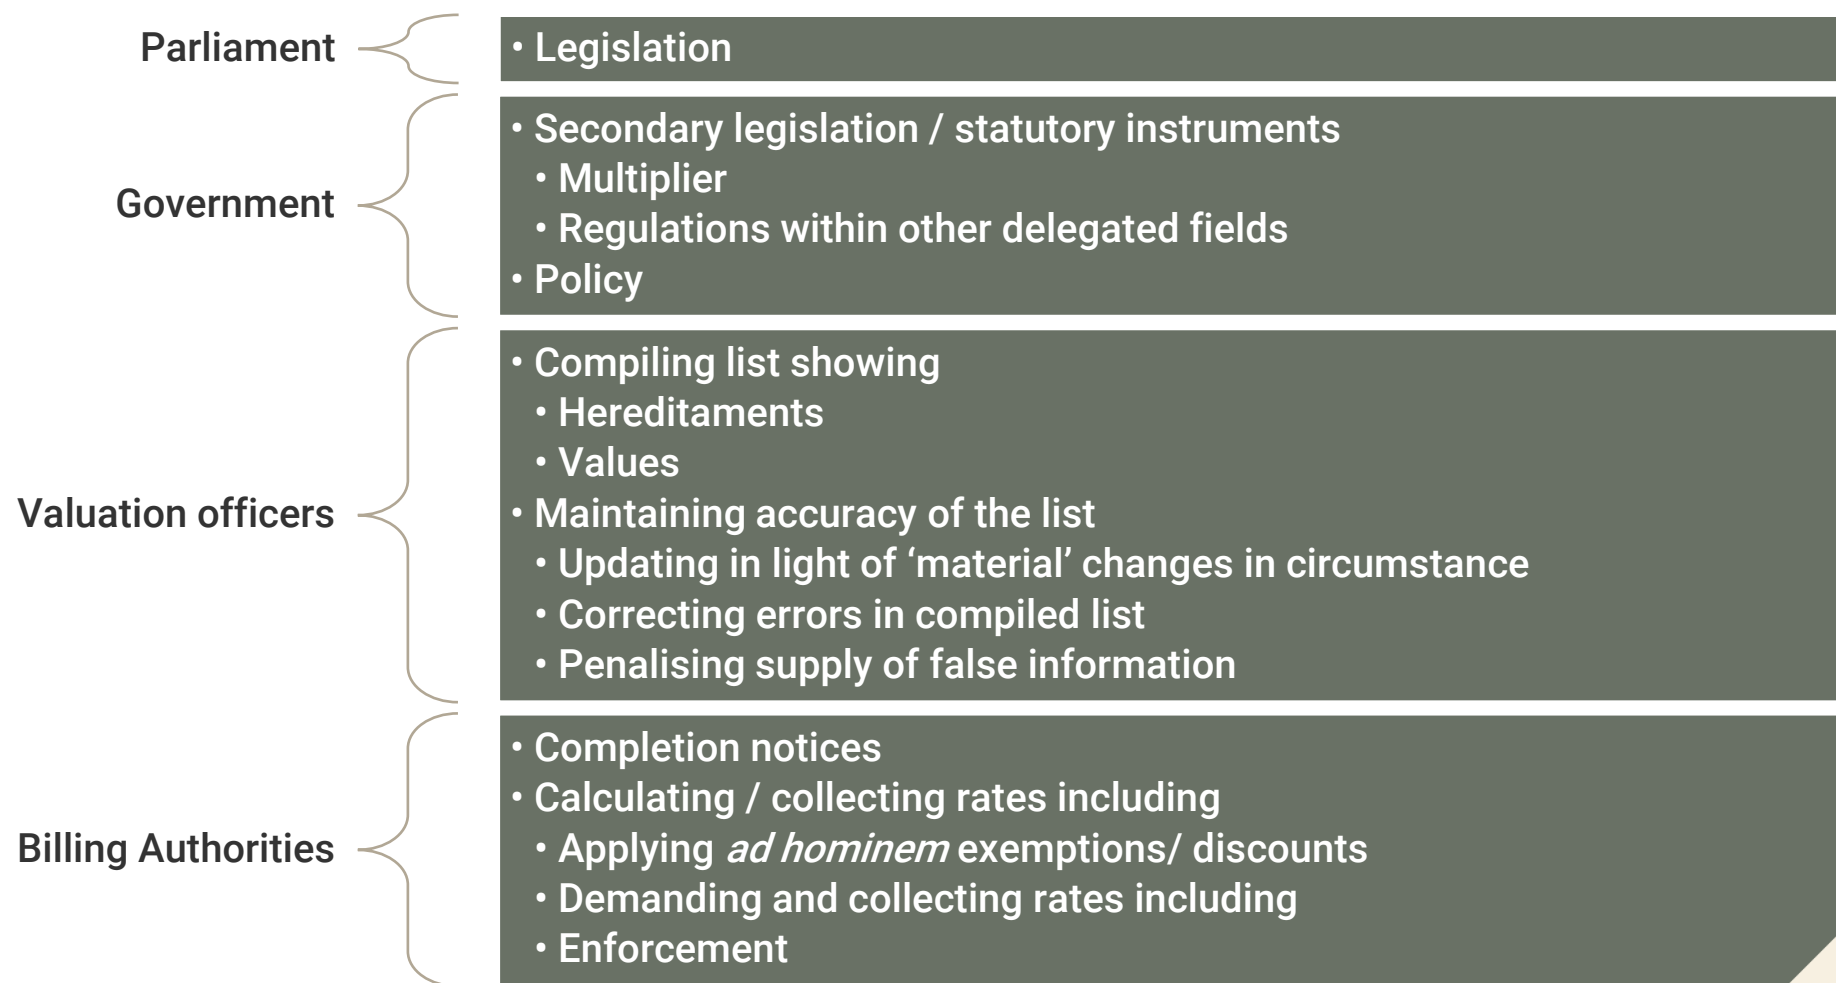 Parliament
• Legislation
Government
• Secondary legislation / statutory instruments
• Multiplier
• Regulations within other delegated fields
• Policy
Valuation officers
• Compiling list showing
• Hereditaments
• Values
• Maintaining accuracy of the list
• Updating in light of ‘material’ changes in circumstance
• Correcting errors in compiled list
• Penalising supply of false information
Billing Authorities
• Completion notices
• Calculating / collecting rates including
• Applying ad hominem exemptions/ discounts
• Demanding and collecting rates including
• Enforcement